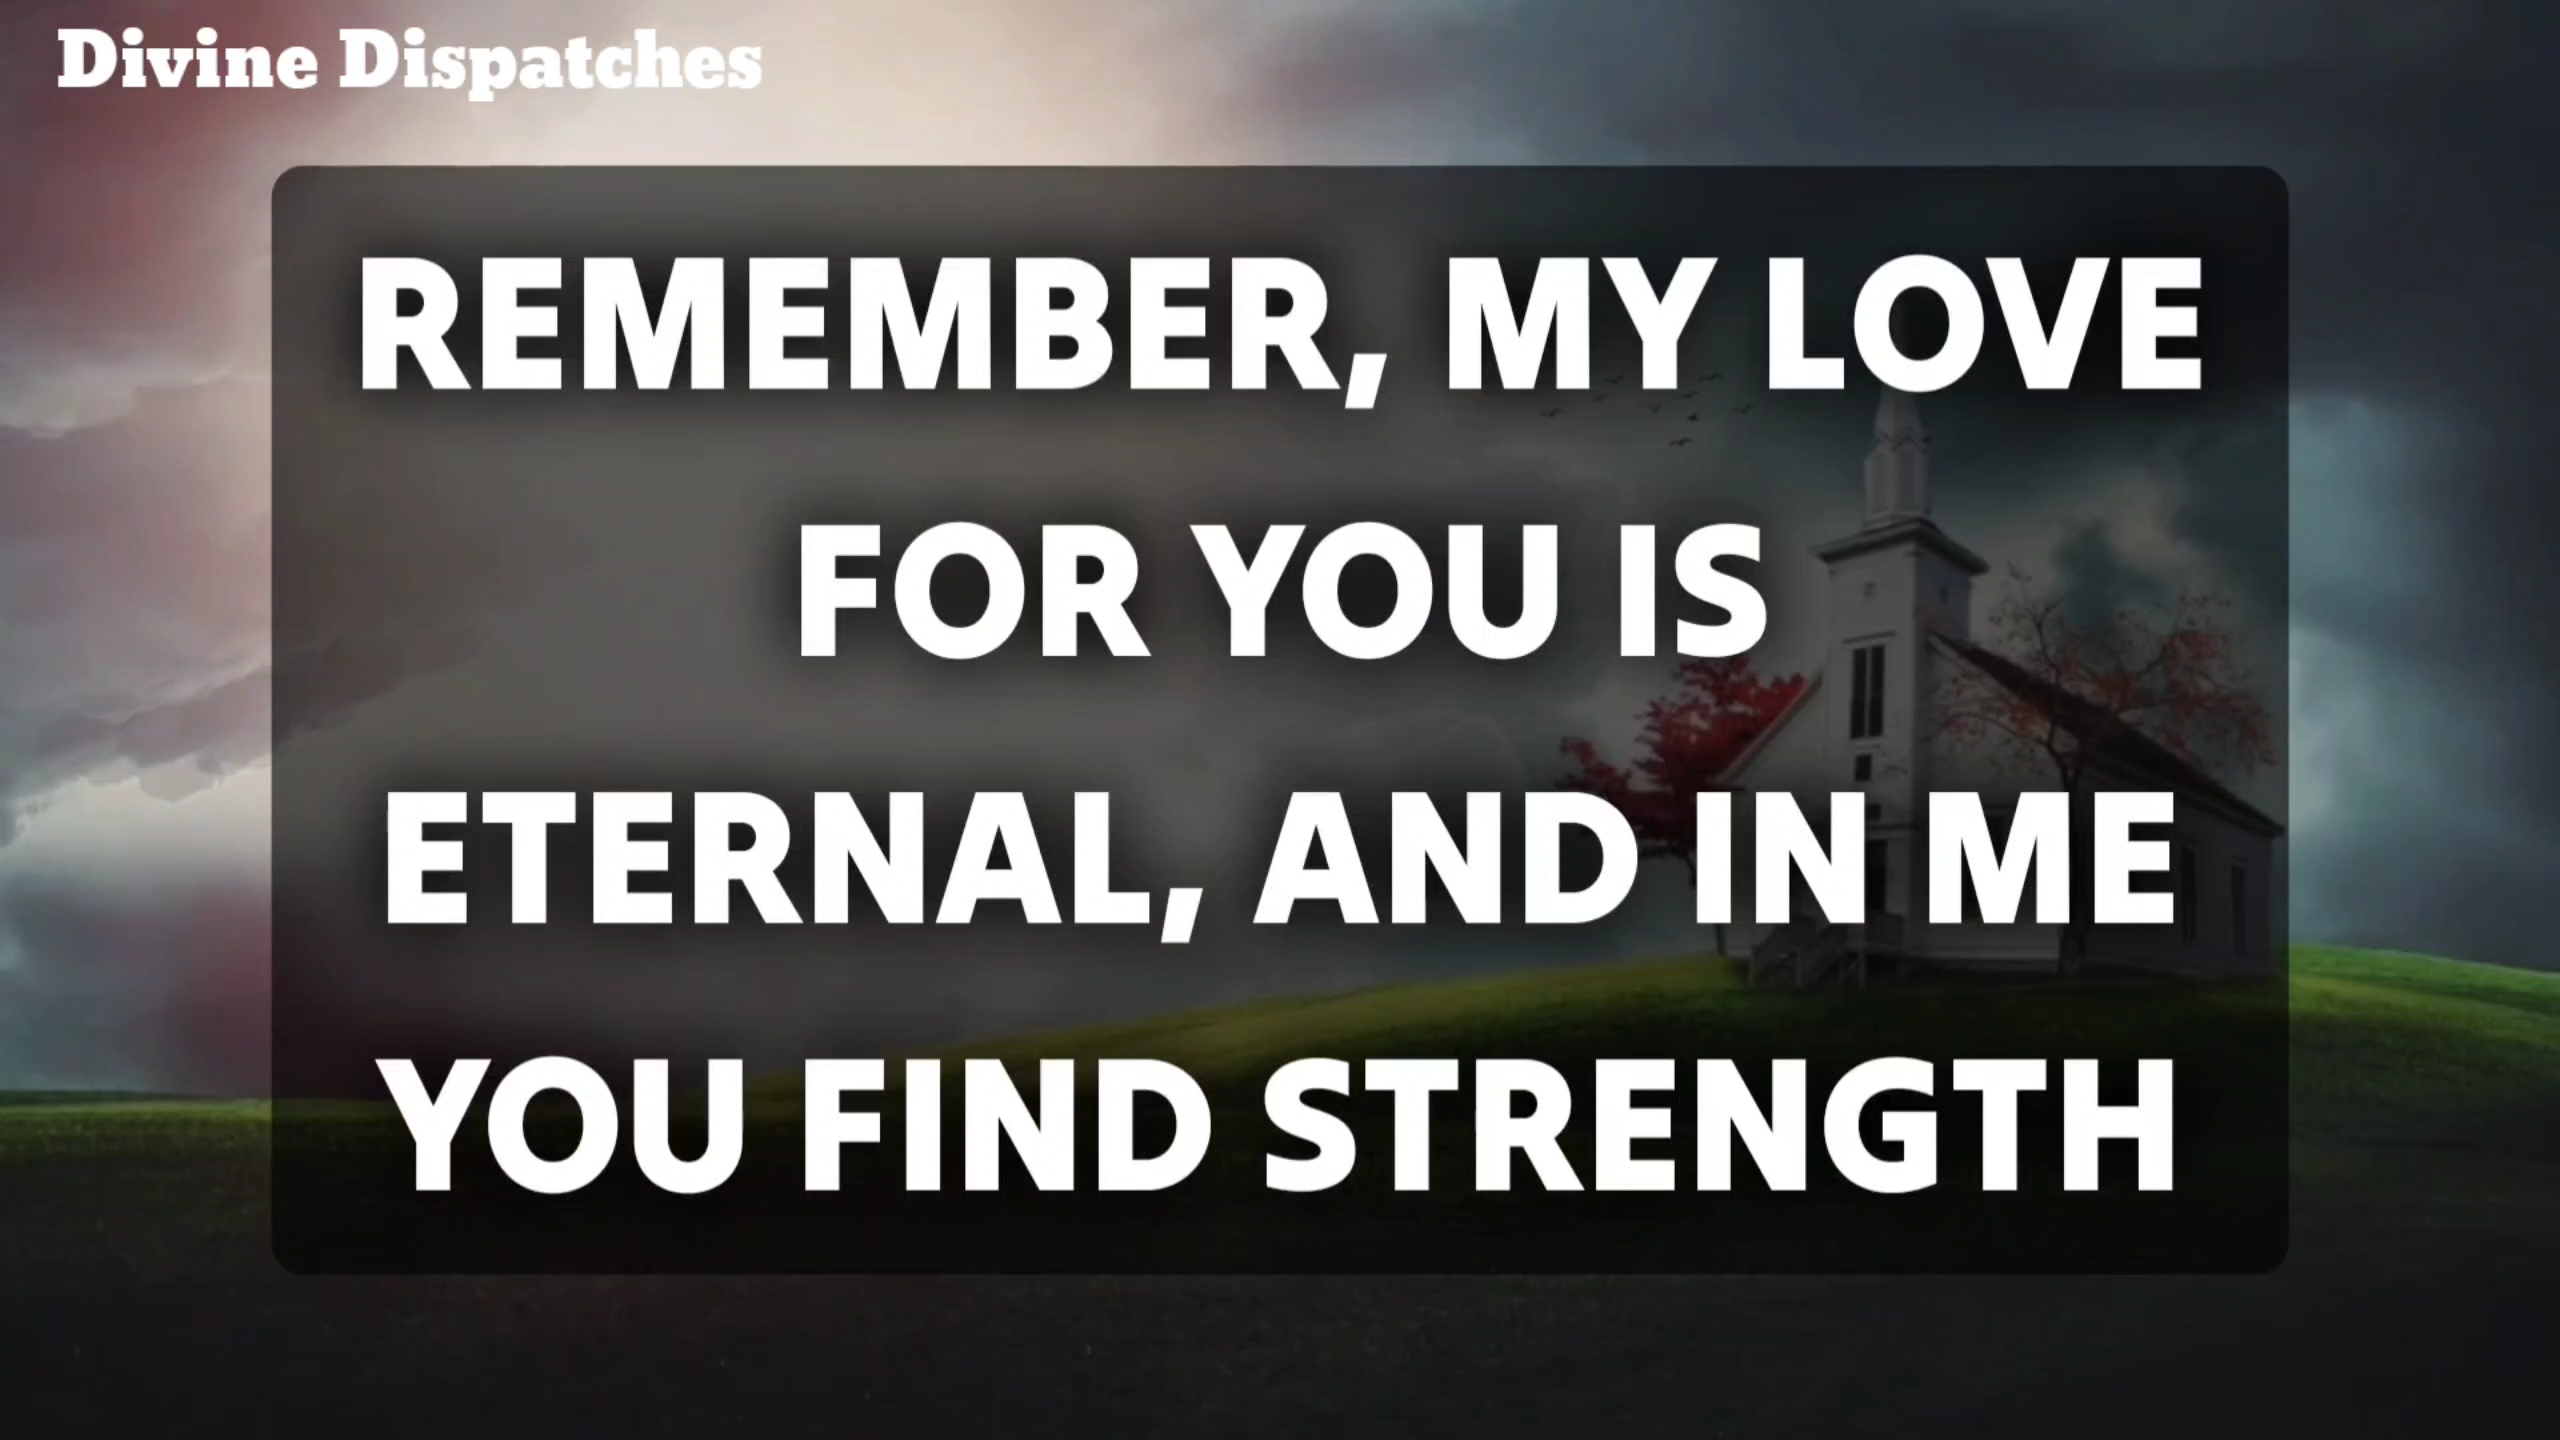 Divine Dispatches
REMEMBER, MY LOVE
FOR YOU IS
ETERNAL, AND IN ME
YOU FIND STRENGTH